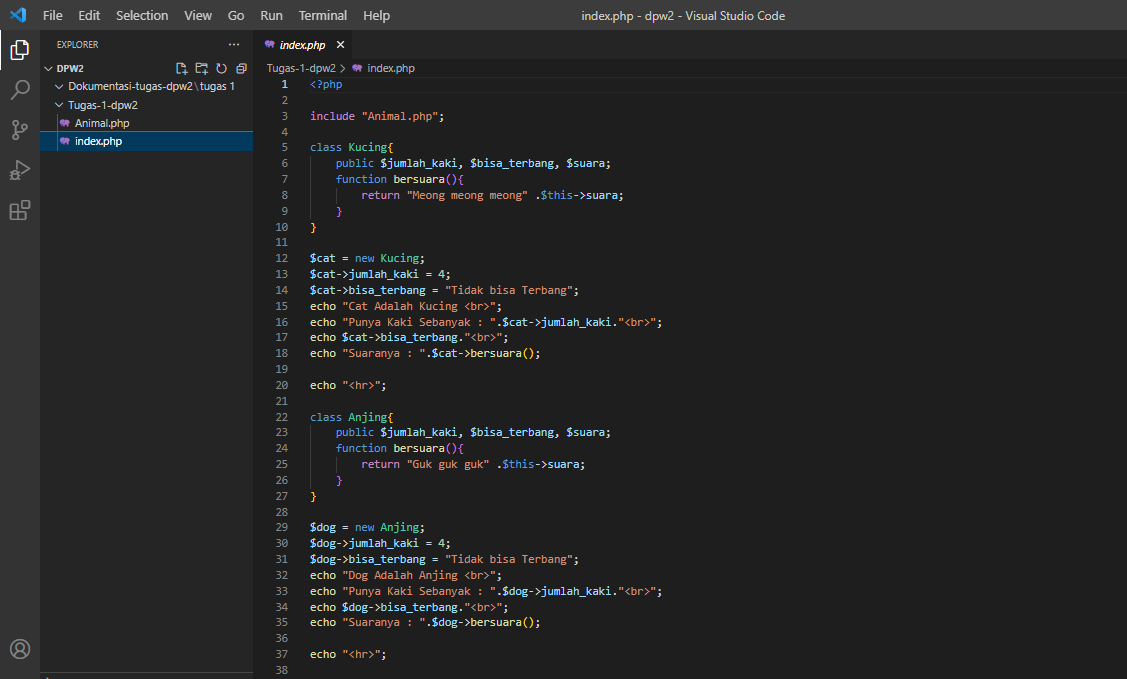 File Edit Selection View Go Run Terminal Help
index.php - dpw2 - Visual Studio Code
EXPLORER
DPW2
Dokumentasi-tugas-dpw2\tugas 1
Tugas-1-dpw2
Animal.php
index.php
index.php
Tugas-1-dpw2 > index.php
1 <?php
2
3 include "Animal.php";
4
5 class Kucing{
6 public $jumlah_kaki, $bisa_terbang, $suara;
7 function bersuara(){
8 return "Meong meong meong" .$this->suara;
9 }
10 }
11
12 $cat = new Kucing;
13 $cat->jumlah_kaki = 4;
14 $cat->bisa_terbang = "Tidak bisa Terbang";
15 echo "Cat Adalah Kucing <br>";
16 echo "Punya Kaki Sebanyak : ".$cat->jumlah_kaki."<br>";
17 echo $cat->bisa_terbang."<br>";
18 echo "Suaranya : ".$cat->bersuara();
19
20 echo "<hr>";
21
22 class Anjing{
23 public $jumlah_kaki, $bisa_terbang, $suara;
24 function bersuara(){
25 return "Guk guk guk" .$this->suara;
26 }
27 }
28
29 $dog = new Anjing;
30 $dog->jumlah_kaki = 4;
31 $dog->bisa_terbang = "Tidak bisa Terbang";
32 echo "Dog Adalah Anjing <br>";
33 echo "Punya Kaki Sebanyak : ".$dog->jumlah_kaki."<br>";
34 echo $dog->bisa_terbang."<br>";
35 echo "Suaranya : ".$dog->bersuara();
36
37 echo "<hr>";
38